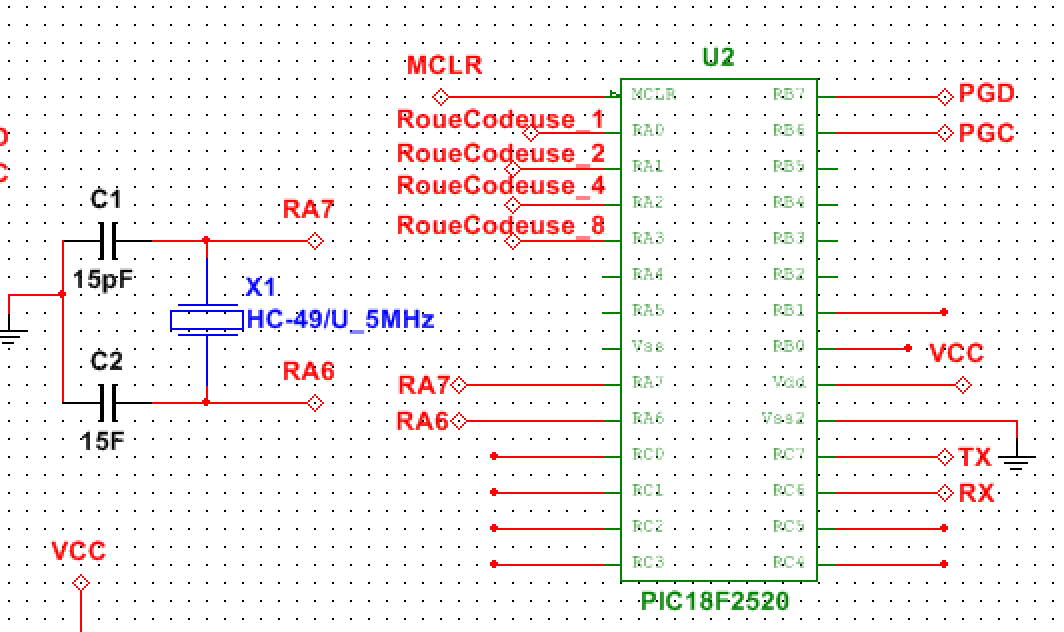 U2
MCLR
PIC18F2520
MCLR
RA0
RA1
RA2
RA3
RA4
RA5
Vss
RA7
RA6
RC0
RC1
RC2
RC3
RB7
RB6
RB5
RB4
RB3
RB2
RB1
RB0
Vdd
Vss2
RC7
RC6
RC5
RC4
RoueCodeuse_1
RoueCodeuse_2
RoueCodeuse_4
RoueCodeuse_8
RA7
RA6
PGD
PGC
VCC
TX
RX
C1
15pF
RA7
X1
HC-49/U_5MHz
C2
15F
RA6
VCC